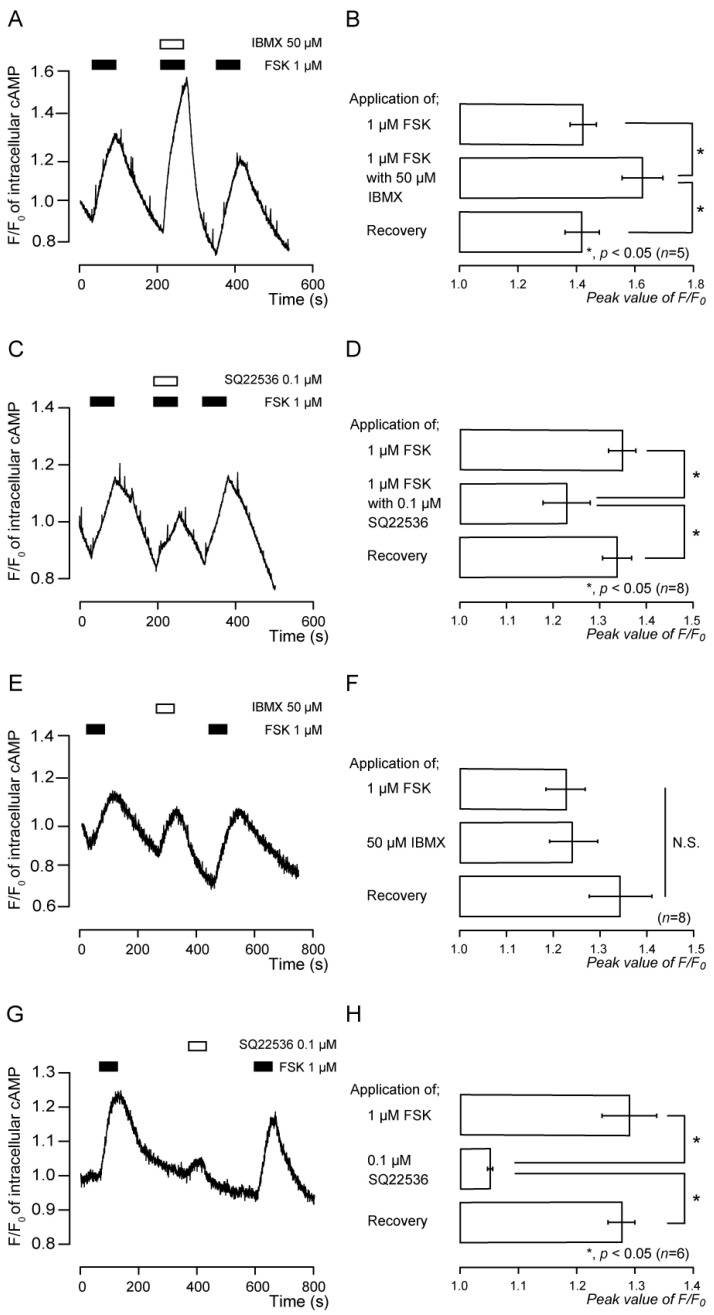 A
IBMX 50 µM
FSK 1 µM
1.6
1.4
1.2
1.0
0.8
F/F0 of intracellular cAMP
0 200 400 600
Time (s)
B
Application of;
1 µM FSK
1 µM FSK
with 50 µM
IBMX
Recovery
*
*
*, p < 0.05 (n=5)
1.0 1.2 1.4 1.6 1.8
Peak value of F/F0
C
SQ22536 0.1 µM
FSK 1 µM
1.4
1.2
1.0
0.8
F/F0 of intracellular cAMP
0 200 400 600
Time (s)
D
Application of;
1 µM FSK
1 µM FSK
with 0.1 µM
SQ22536
Recovery
*
*
*, p < 0.05 (n=8)
1.0 1.1 1.2 1.3 1.4 1.5
Peak value of F/F0
E
IBMX 50 µM
FSK 1 µM
1.4
1.2
1.0
0.8
0.6
F/F0 of intracellular cAMP
0 200 400 600 800
Time (s)
F
Application of;
1 µM FSK
50 µM IBMX
Recovery
N.S.
(n=8)
1.0 1.1 1.2 1.3 1.4 1.5
Peak value of F/F0
G
SQ22536 0.1 µM
FSK 1 µM
1.3
1.2
1.1
1.0
0.9
0.8
F/F0 of intracellular cAMP
0 200 400 600 800
Time (s)
H
Application of;
1 µM FSK
0.1 µM
SQ22536
Recovery
*
*
*, p < 0.05 (n=6)
1.0 1.1 1.2 1.3 1.4
Peak value of F/F0